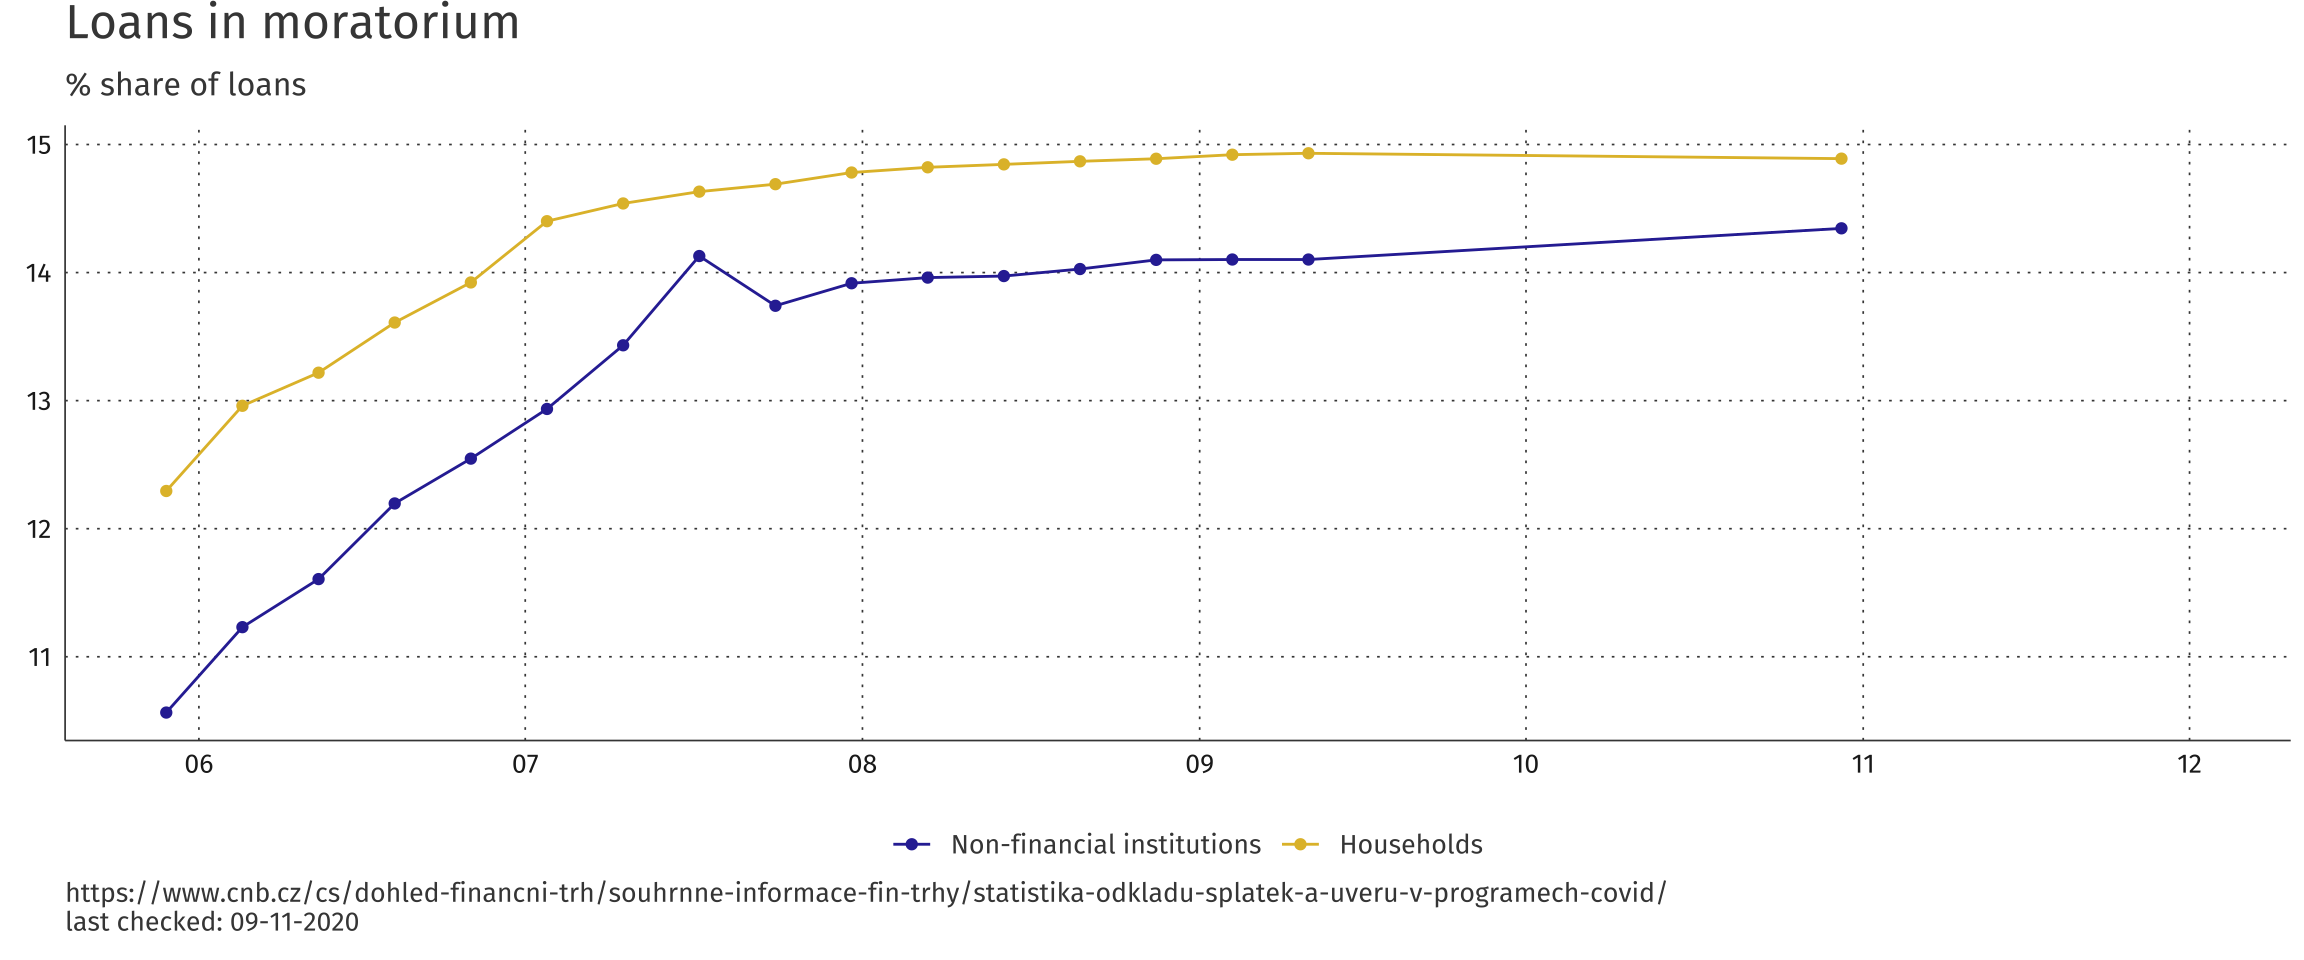 Loans in moratorium
% share of loans
15
14
13
12
11
06 07 08 09 10 11 12
Non-financial institutions Households
https://www.cnb.cz/cs/dohled-financni-trh/souhrnne-informace-fin-trhy/statistika-odkladu-splatek-a-uveru-v-programech-covid/
last checked: 09-11-2020